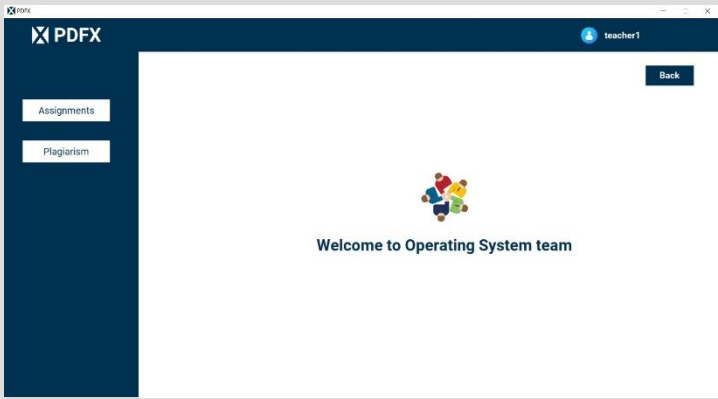 PDFX
PDFX
teacher1
Back
Assignments
Plagiarism
Welcome to Operating System team